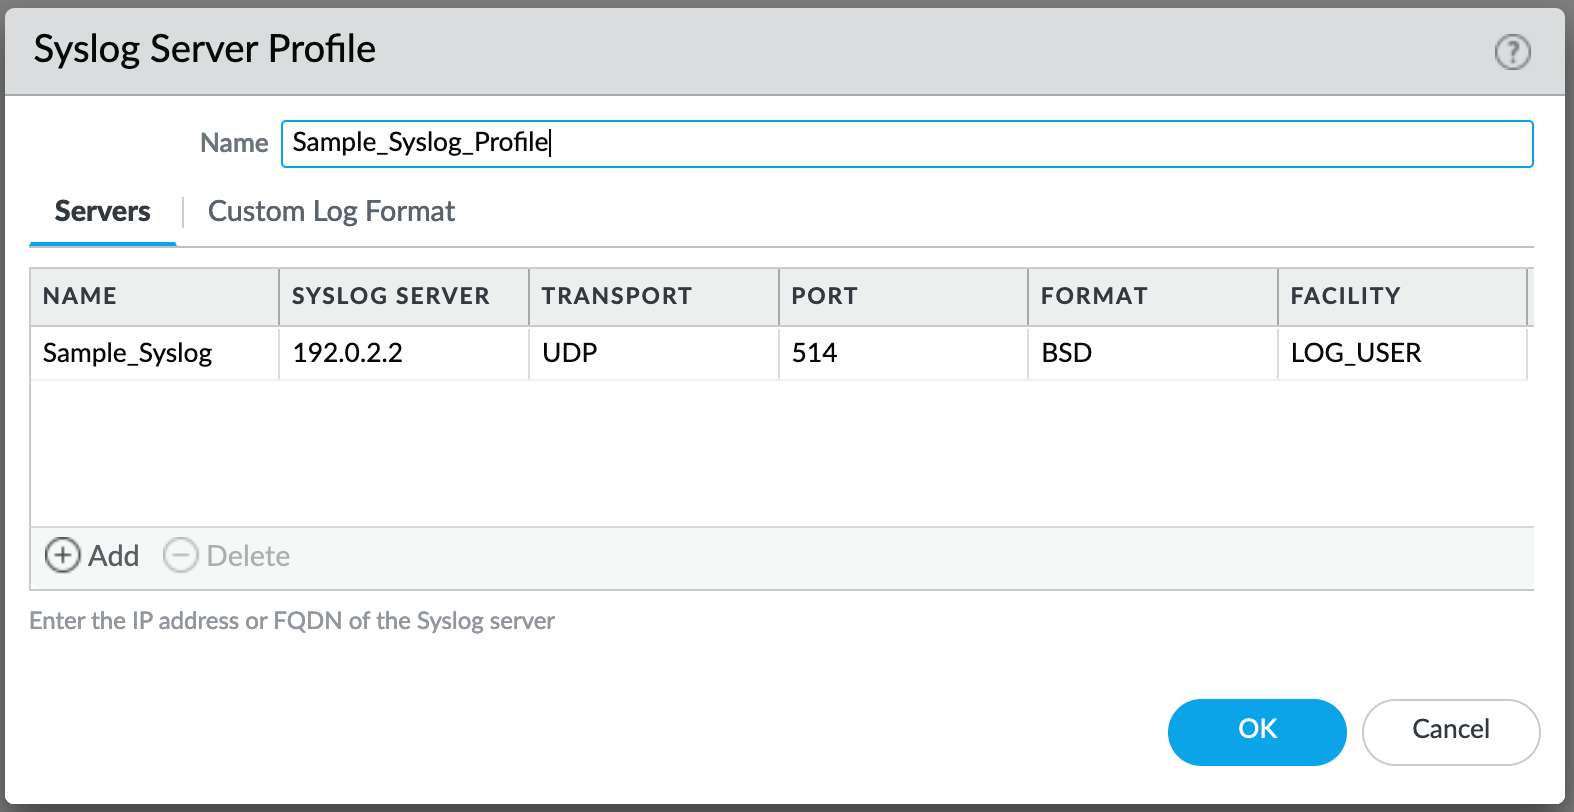 Syslog Server Profile
?
Name Sample_Syslog_Profile
Servers Custom Log Format
NAME SYSLOG SERVER TRANSPORT PORT FORMAT FACILITY
Sample_Syslog 192.0.2.2 UDP 514 BSD LOG_USER
Add Delete
Enter the IP address or FQDN of the Syslog server
OK Cancel